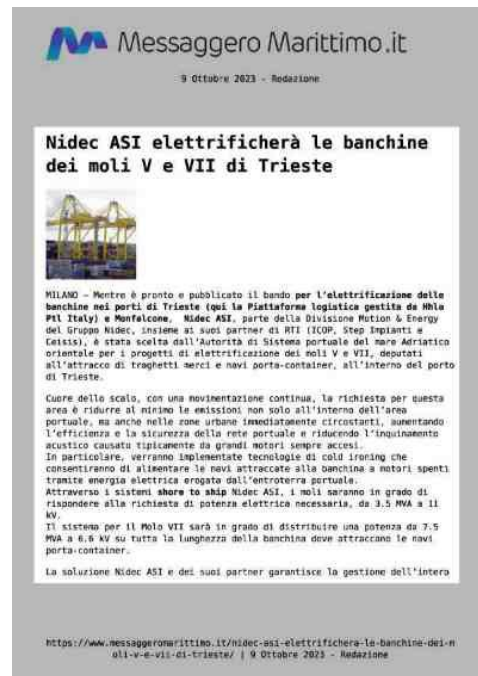 Messaggero Marittimo.it
9 Ottobre 2023 - Redazione
Nidec ASI elettrificherà le banchine
dei moli V e VII di Trieste
MILANO – Mentre è pronto e pubblicato il bando per l'elettrificazione delle
banchine nei porti di Trieste (qui la Piattaforma logistica gestita da Hhla
Plt Italy) e Monfalcone, Nidec ASI, parte della Divisione Motion & Energy
del Gruppo Nidec, insieme ai suoi partner di RTI (ICOP, Step Impianti e
Ceisis), è stata scelta dall'Autorità di Sistema portuale del mare Adriatico
orientale per i progetti di elettrificazione dei moli V e VII, deputati
all'attracco di traghetti merci e navi porta-container, all'interno del porto
di Trieste.
Cuore dello scalo, con una movimentazione continua, la richiesta per questa
area è ridurre al minimo le emissioni non solo all'interno dell'area
portuale, ma anche nelle zone urbane immediatamente circostanti, aumentando
l'efficienza e la sicurezza della rete portuale e riducendo l'inquinamento
acustico causato tipicamente da grandi motori sempre accesi.
In particolare, verranno implementate tecnologie di cold ironing che
consentiranno di alimentare le navi attraccate alla banchina a motori spenti
tramite energia elettrica erogata dall'entroterra portuale.
Attraverso i sistemi shore to ship Nidec ASI, i moli saranno in grado di
rispondere alla richiesta di potenza elettrica necessaria, da 3.5 MVA a 11
kV.
Il sistema per il Molo VII sarà in grado di distribuire una potenza da 7.5
MVA a 6.6 kV su tutta la lunghezza della banchina dove attraccano le navi
porta-container.
La soluzione Nidec ASI e dei suoi partner garantisce la gestione dell'intero
https://www.messaggeromarittimo.it/nidec-asi-elettrifichera-le-banchine-dei-m
oli-v-e-vii-di-trieste/ | 9 Ottobre 2023 - Redazione